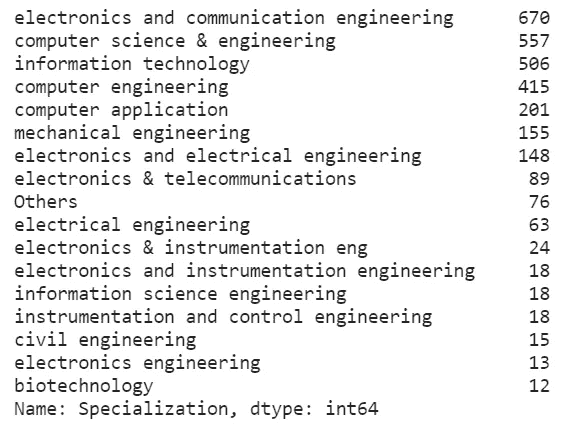 electronics and communication engineering 670
computer science & engineering 557
information technology 506
computer engineering 415
computer application 201
mechanical engineering 155
electronics and electrical engineering 148
electronics & telecommunications 89
Others 76
electrical engineering 63
electronics & instrumentation eng 24
electronics and instrumentation engineering 18
information science engineering 18
instrumentation and control engineering 18
civil engineering 15
electronics engineering 13
biotechnology 12
Name: Specialization, dtype: int64